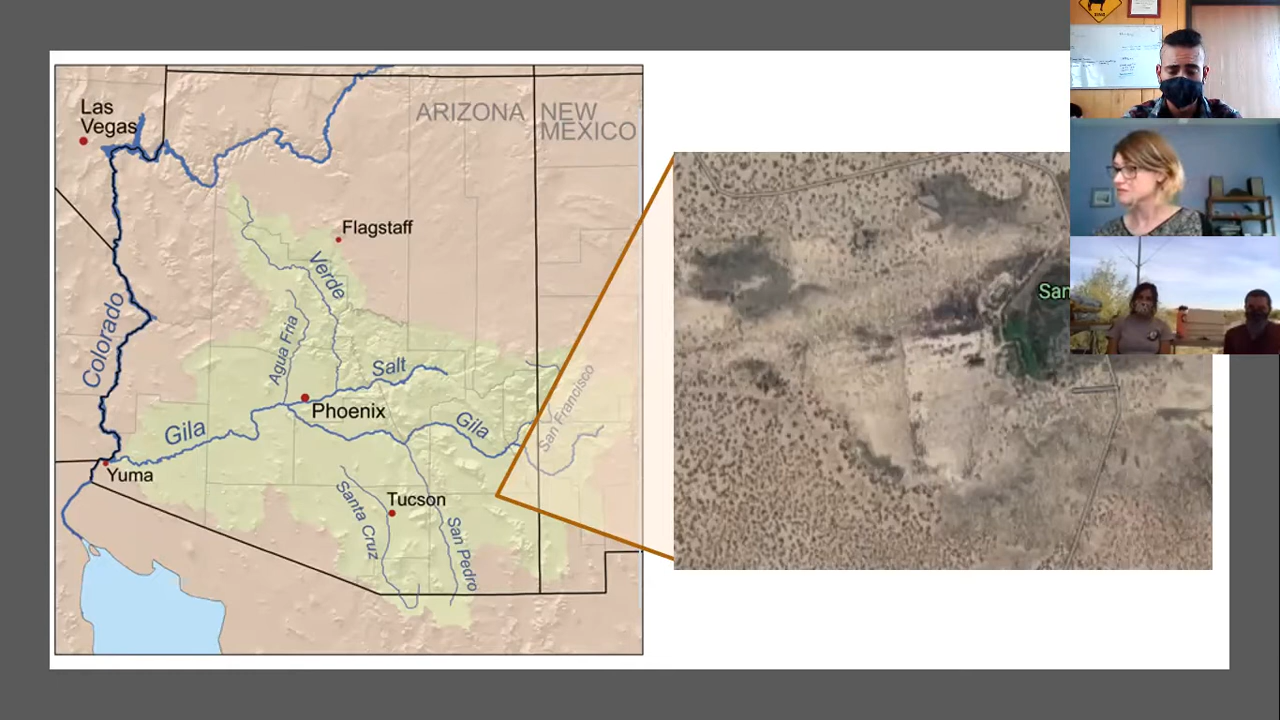 Las
Vegas
ARIZONA
NEW
MEXICO
Flagstaff
Verde
Colorado
Agua Fria
Salt
Phoenix
Gila
Gila
San Francisco
Yuma
Tucson
Santa Cruz
San Pedro
San